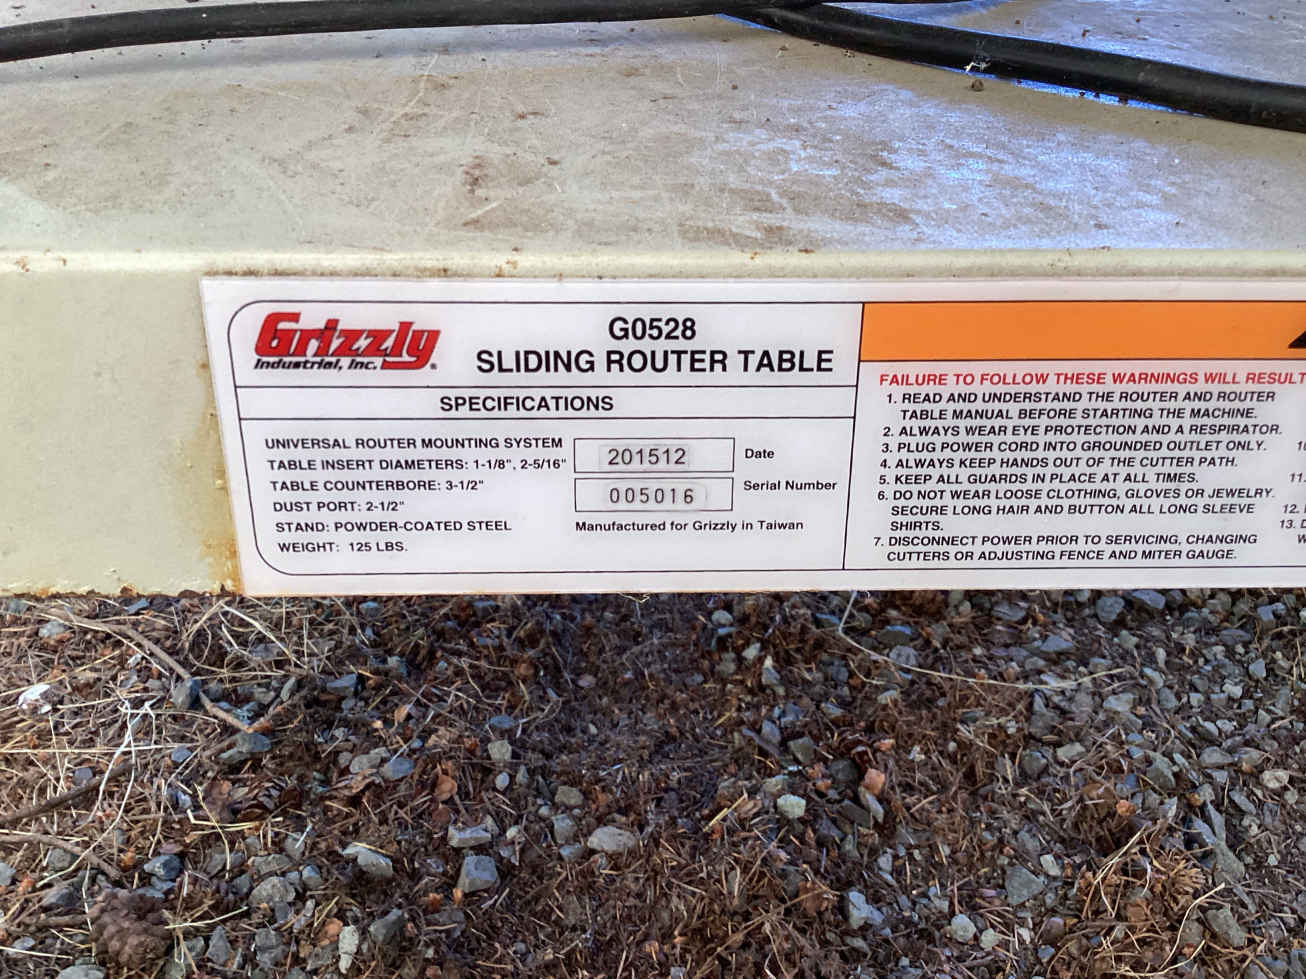 Grizzly
Industrial, Inc.
G0528
SLIDING ROUTER TABLE
SPECIFICATIONS
UNIVERSAL ROUTER MOUNTING SYSTEM
TABLE INSERT DIAMETERS: 1-1/8", 2-5/16"
TABLE COUNTERBORE: 3-1/2"
DUST PORT: 2-1/2"
STAND: POWDER-COATED STEEL
WEIGHT: 125 LBS.
201512 Date
005016 Serial Number
Manufactured for Grizzly in Taiwan
FAILURE TO FOLLOW THESE WARNINGS WILL RESULT
1. READ AND UNDERSTAND THE ROUTER AND ROUTER
TABLE MANUAL BEFORE STARTING THE MACHINE.
2. ALWAYS WEAR EYE PROTECTION AND A RESPIRATOR.
3. PLUG POWER CORD INTO GROUNDED OUTLET ONLY.
4. ALWAYS KEEP HANDS OUT OF THE CUTTER PATH.
5. KEEP ALL GUARDS IN PLACE AT ALL TIMES.
6. DO NOT WEAR LOOSE CLOTHING, GLOVES OR JEWELRY.
SECURE LONG HAIR AND BUTTON ALL LONG SLEEVE
SHIRTS.
7. DISCONNECT POWER PRIOR TO SERVICING, CHANGING
CUTTERS OR ADJUSTING FENCE AND MITER GAUGE.
11.
12.
13.